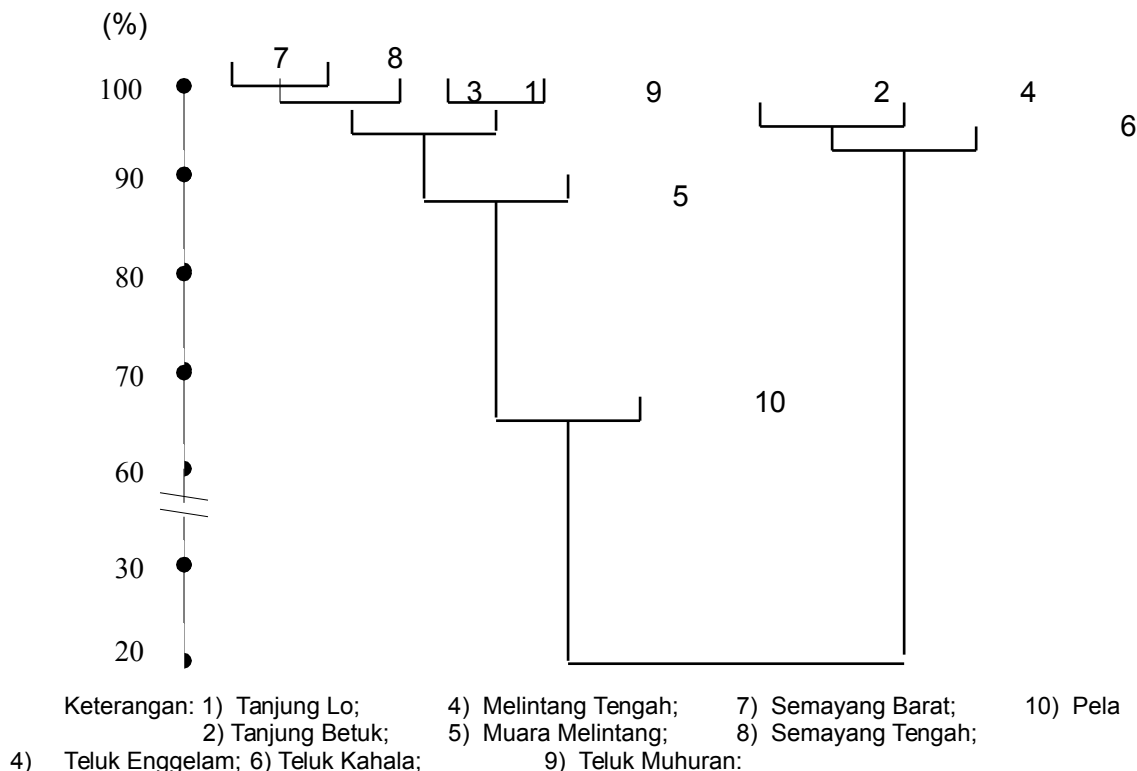 (%)
7 8
100 3 1 9 2 4
6
90
5
80
70
10
60
30
20
Keterangan: 1) Tanjung Lo; 4) Melintang Tengah; 7) Semayang Barat; 10) Pela
2) Tanjung Betuk; 5) Muara Melintang; 8) Semayang Tengah;
4) Teluk Enggelam; 6) Teluk Kahala; 9) Teluk Muhuran: